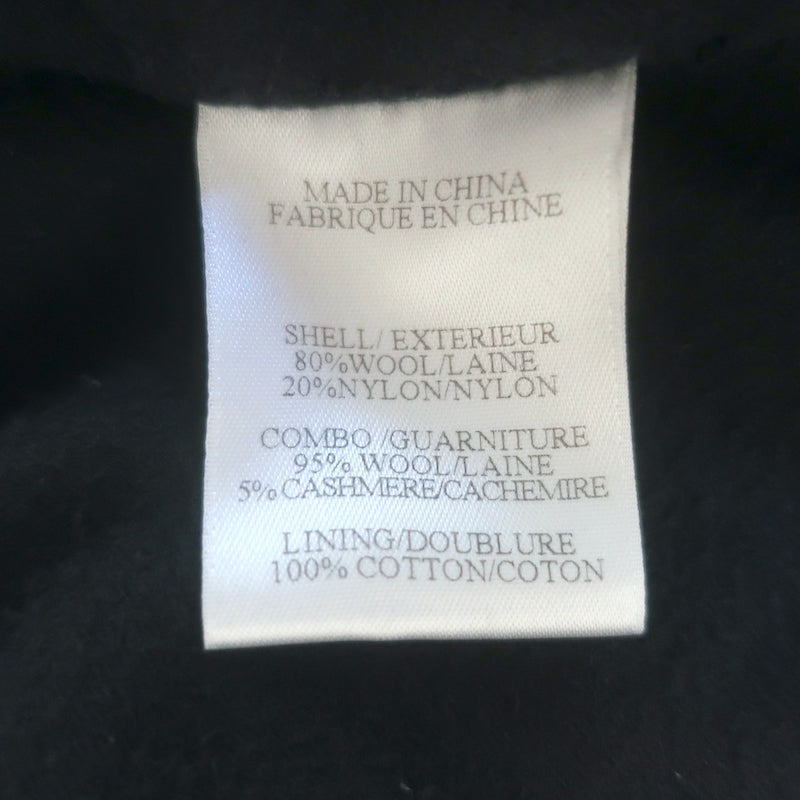 MADE IN CHINA
FABRIQUE EN CHINE
SHELL/ EXTERIEUR
80%WOOL/LAINE
20%NYLON/NYLON
COMBO /GUARNITURE
95% WOOL/LAINE
5% CASHMERE/CACHEMIRE
LINING/DOUBLURE
100% COTTON/COTON